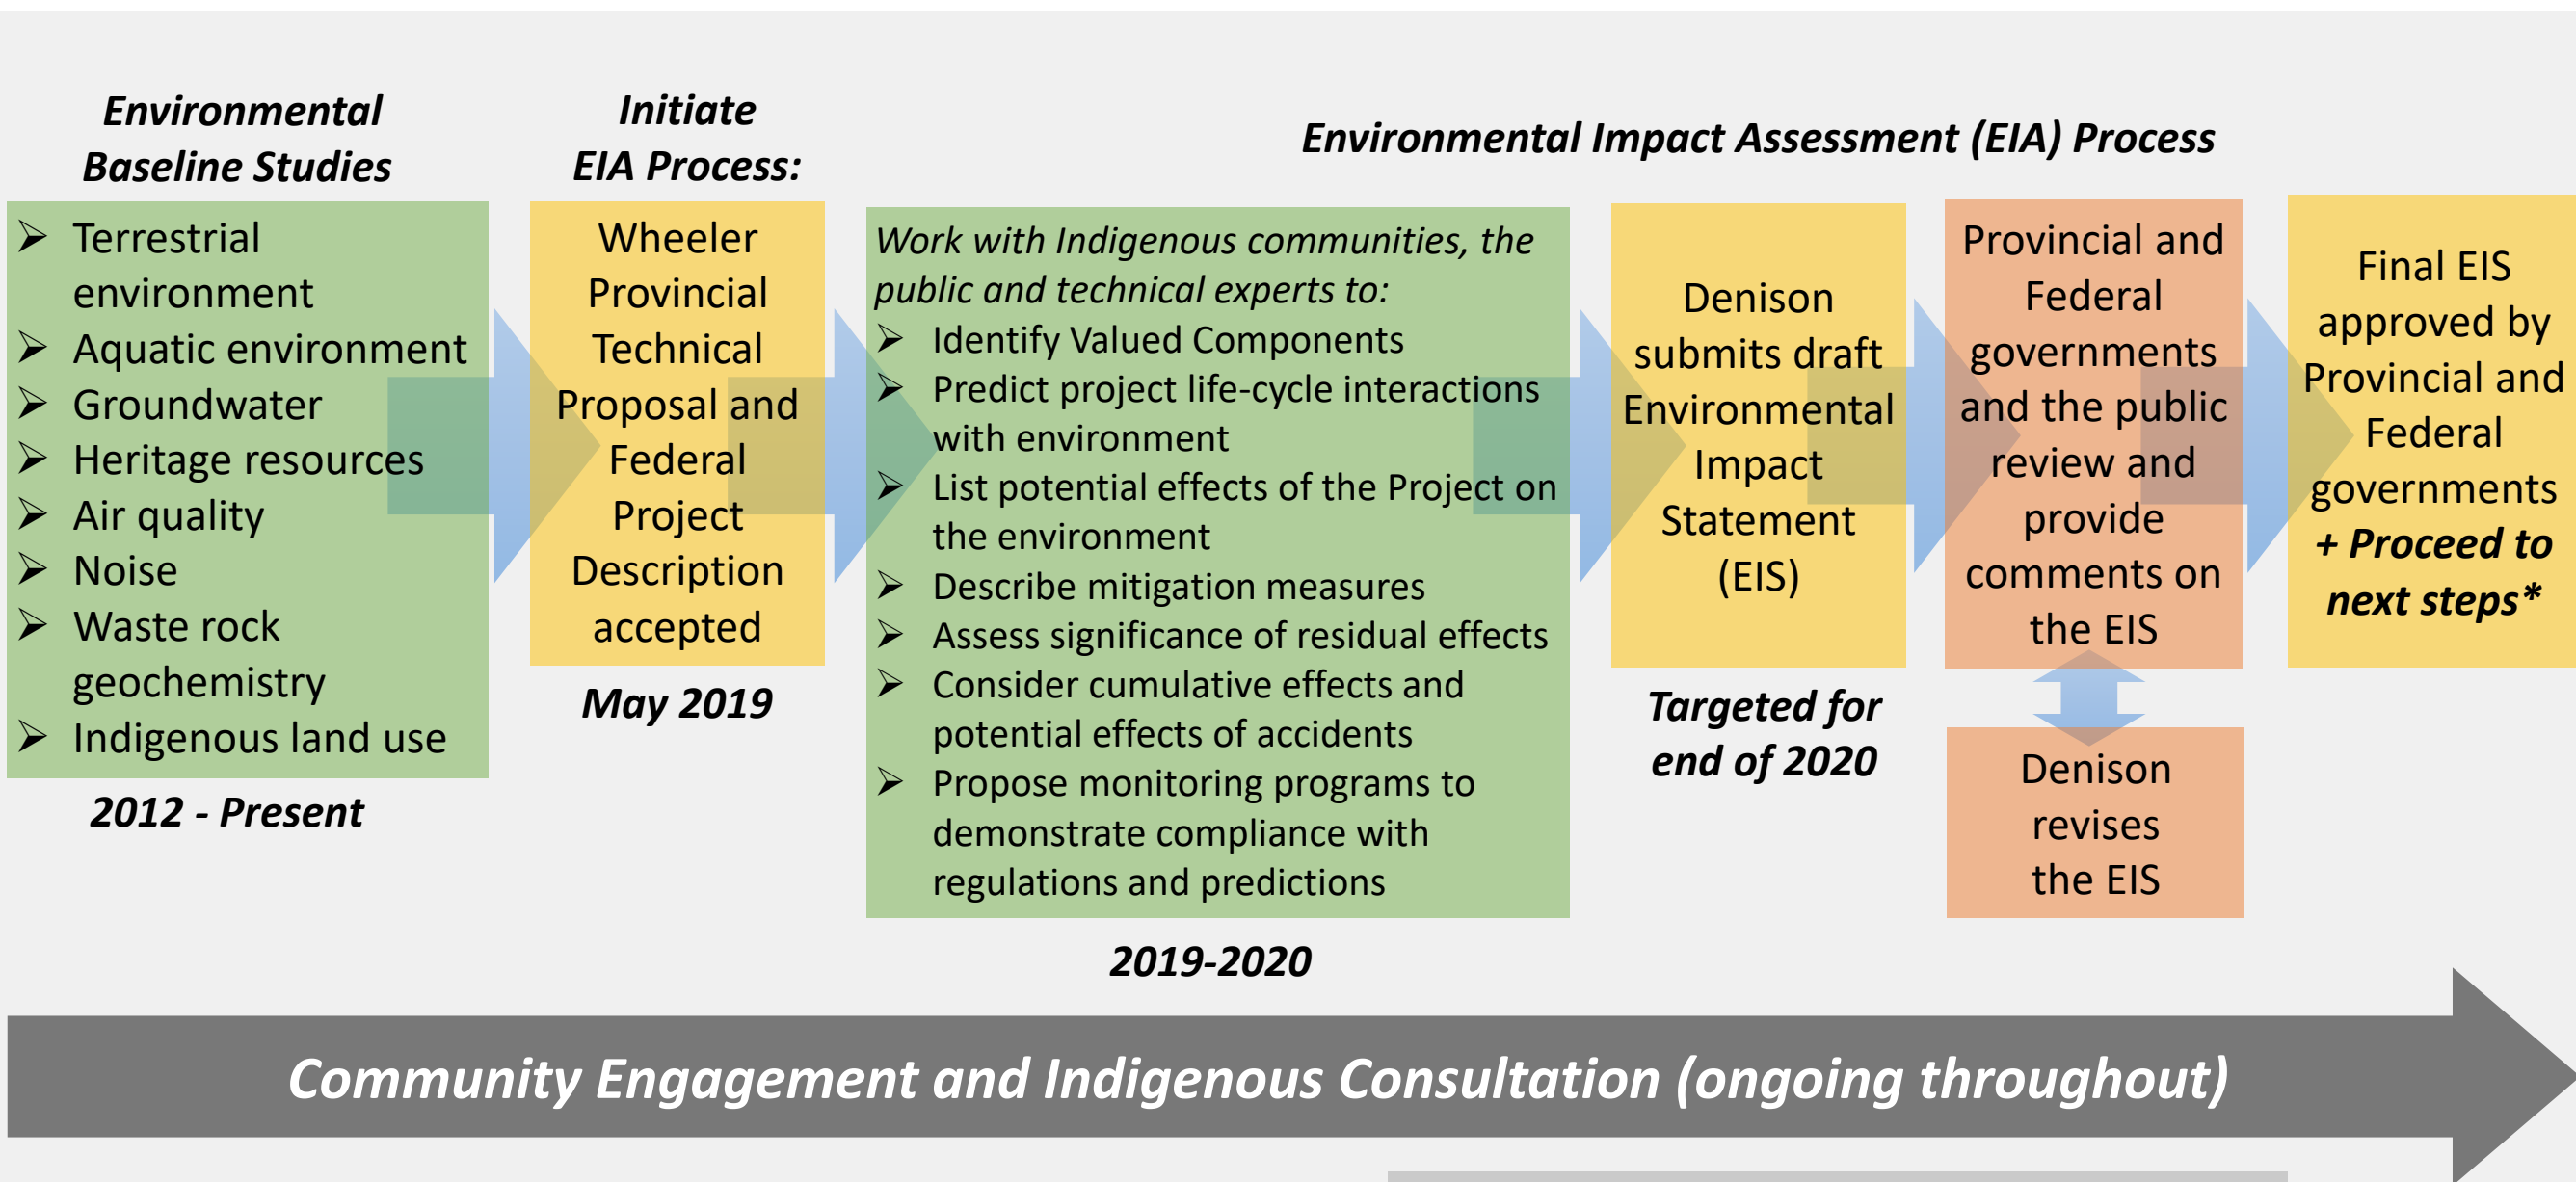 Environmental
Baseline Studies
➢ Terrestrial
environment
➢ Aquatic environment
➢ Groundwater
➢ Heritage resources
➢ Air quality
➢ Noise
➢ Waste rock
geochemistry
➢ Indigenous land use
2012 - Present
Initiate
EIA Process:
Wheeler
Provincial
Technical
Proposal and
Federal
Project
Description
accepted
May 2019
Environmental Impact Assessment (EIA) Process
Work with Indigenous communities, the
public and technical experts to:
➢ Identify Valued Components
➢ Predict project life-cycle interactions
with environment
➢ List potential effects of the Project on
the environment
➢ Describe mitigation measures
➢ Assess significance of residual effects
➢ Consider cumulative effects and
potential effects of accidents
➢ Propose monitoring programs to
demonstrate compliance with
regulations and predictions
2019-2020
Denison
submits draft
Environmental
Impact
Statement
(EIS)
Targeted for
end of 2020
Provincial and
Federal
governments
and the public
review and
provide
comments on
the EIS
Denison
revises
the EIS
Final EIS
approved by
Provincial and
Federal
governments
+ Proceed to
next steps*
Community Engagement and Indigenous Consultation (ongoing throughout)